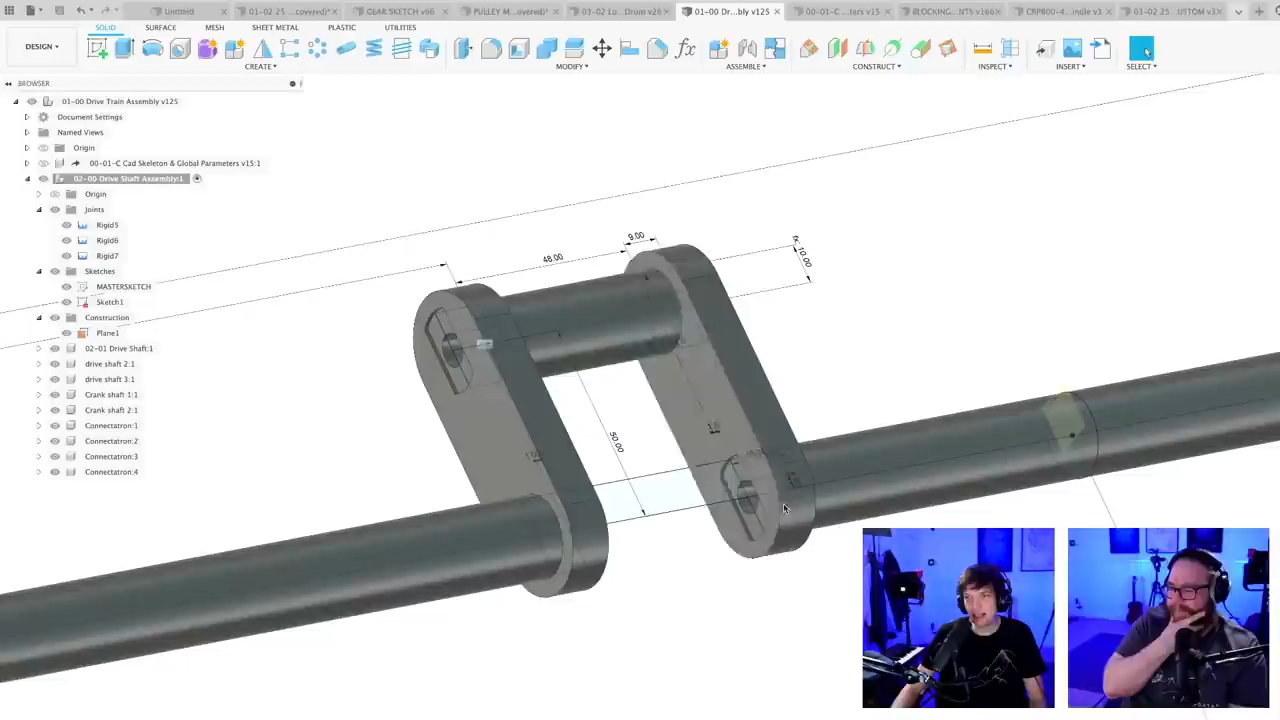 Untitled
01-02 25 ...covered)*
GEAR SKETCH v66
PULLEY M...overed)*
03-02 Lo...Drum v26
01-00 Dr...bly v125
00-01-C ...ters v15
BLOCKING...NTS v166
CRP800-4...indle v3
03-02 25...USTOM v3
DESIGN
SOLID
SURFACE
MESH
SHEET METAL
PLASTIC
UTILITIES
CREATE
MODIFY
ASSEMBLE
CONSTRUCT
INSPECT
INSERT
SELECT
BROWSER
01-00 Drive Train Assembly v125
Document Settings
Named Views
Origin
00-01-C Cad Skeleton & Global Parameters v15:1
02-00 Drive Shaft Assembly:1
Origin
Joints
Rigid5
Rigid6
Rigid7
Sketches
MASTERSKETCH
Sketch1
Construction
Plane1
02-01 Drive Shaft:1
drive shaft 2:1
drive shaft 3:1
Crank shaft 1:1
Crank shaft 2:1
Connectatron:1
Connectatron:2
Connectatron:3
Connectatron:4
9.00
48.00
fx: 10.00
50.00